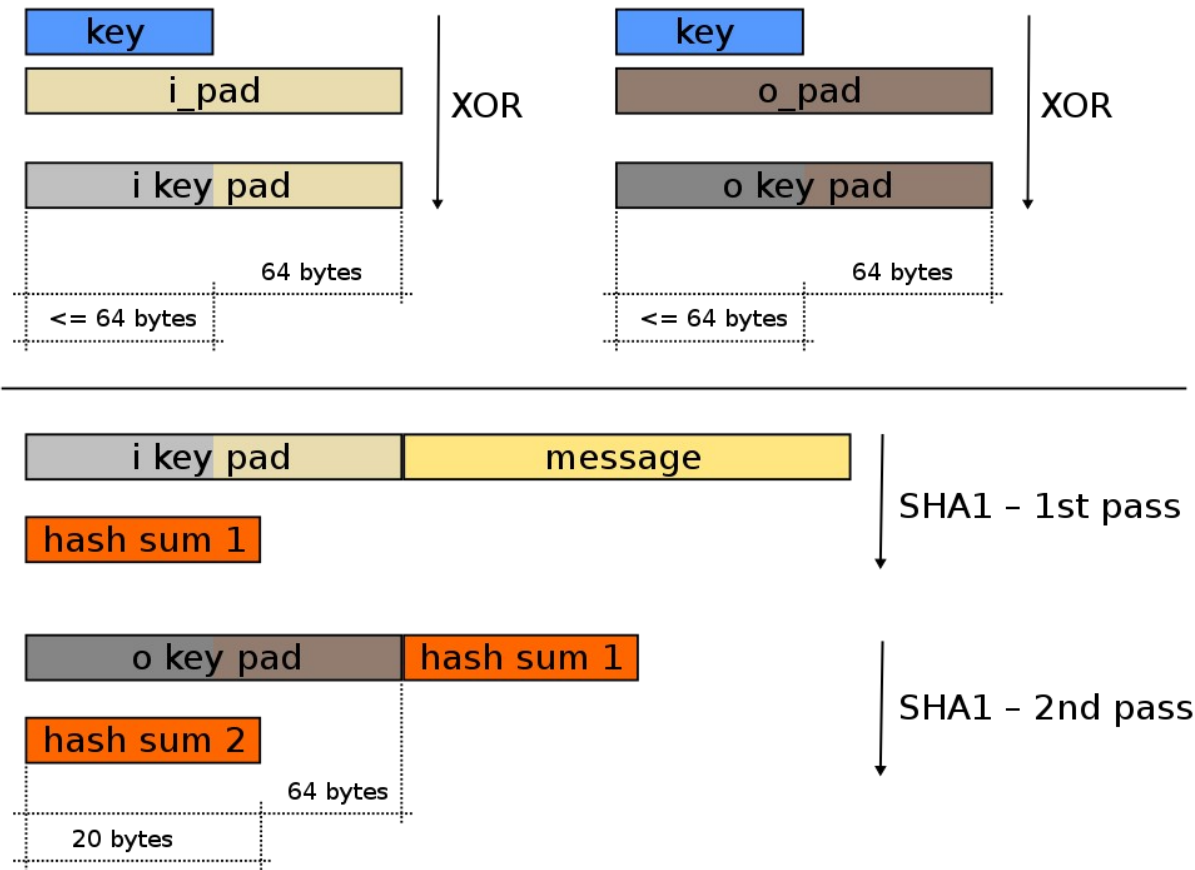 key
i_pad
XOR
i key pad
64 bytes
<= 64 bytes
key
o_pad
XOR
o key pad
64 bytes
<= 64 bytes
i key pad
message
SHA1 – 1st pass
hash sum 1
o key pad
hash sum 1
SHA1 – 2nd pass
hash sum 2
64 bytes
20 bytes